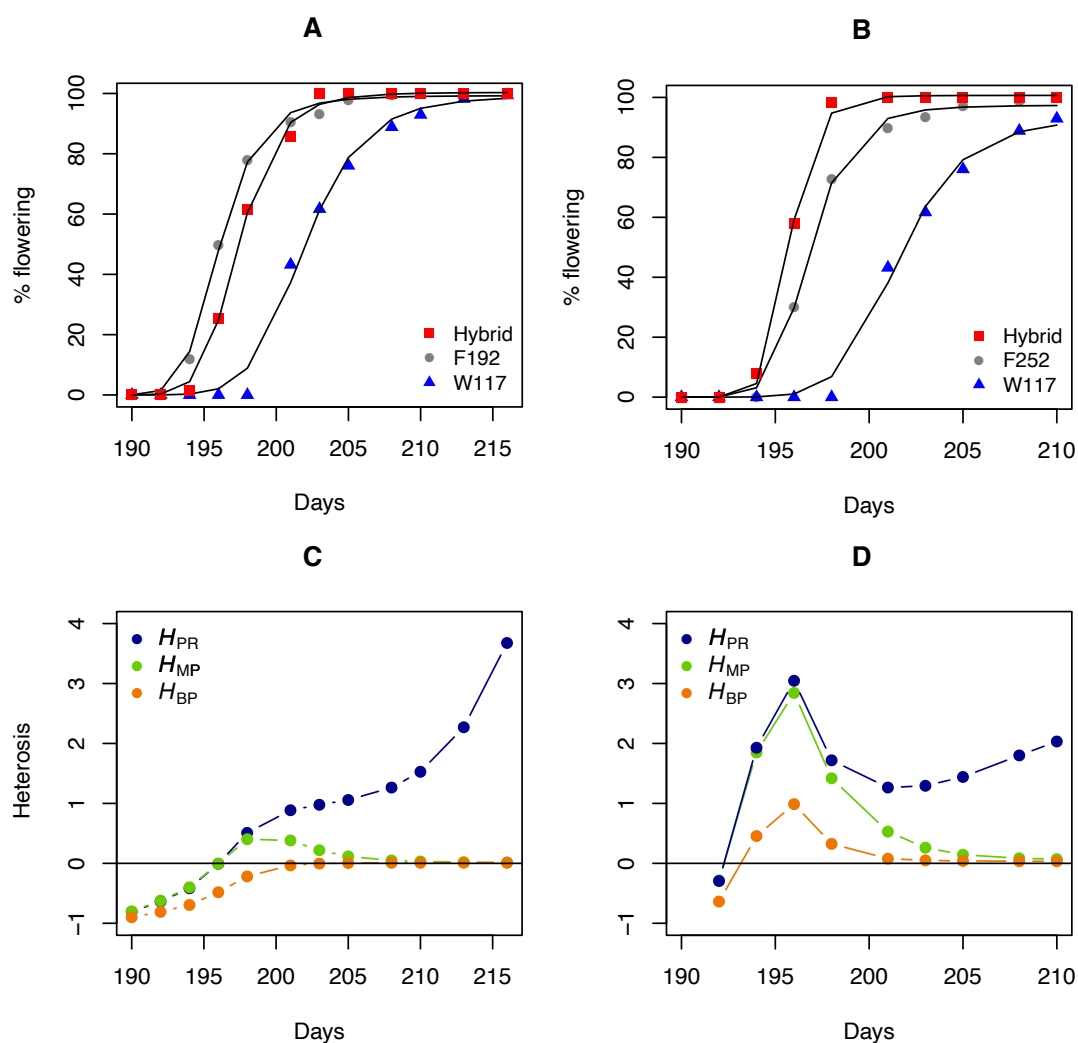 A
% flowering
0 20 40 60 80 100
190 195 200 205 210 215
Days
Hybrid
F192
W117
B
% flowering
0 20 40 60 80 100
190 195 200 205 210
Days
Hybrid
F252
W117
C
Heterosis
−1 0 1 2 3 4
190 195 200 205 210 215
Days
HPR
HMP
HBP
D
−1 0 1 2 3 4
190 195 200 205 210
Days
HPR
HMP
HBP